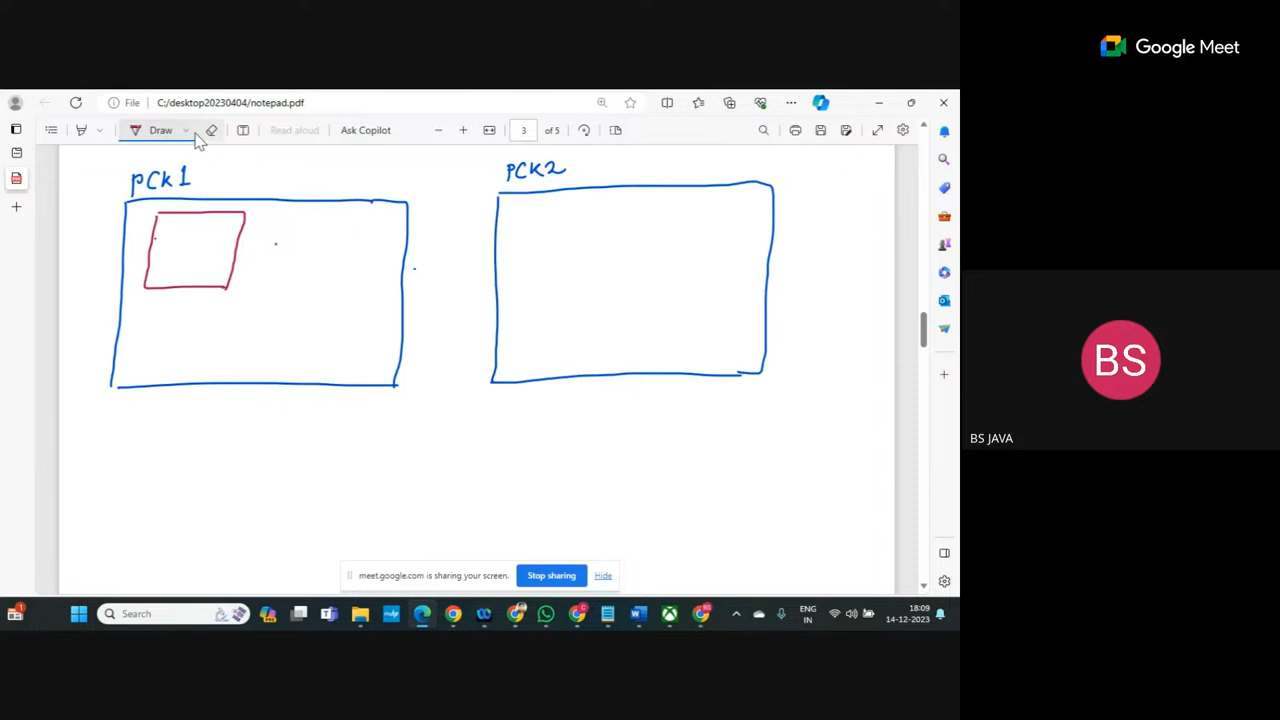 Google Meet
File C:/desktop20230404/notepad.pdf
Draw Read aloud Ask Copilot 3 of 5
pck1
PCK2
BS
BS JAVA
meet.google.com is sharing your screen. Stop sharing Hide
Search
ENG
IN
18:09
14-12-2023